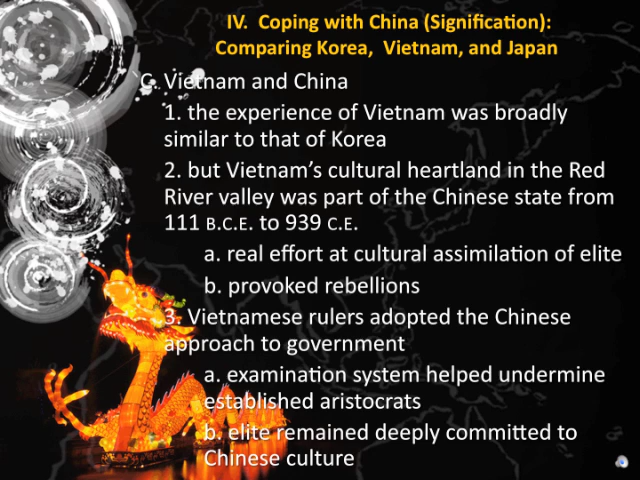 IV. Coping with China (Signification):
Comparing Korea, Vietnam, and Japan
C. Vietnam and China
1. the experience of Vietnam was broadly
similar to that of Korea
2. but Vietnam’s cultural heartland in the Red
River valley was part of the Chinese state from
111 B.C.E. to 939 C.E.
a. real effort at cultural assimilation of elite
b. provoked rebellions
3. Vietnamese rulers adopted the Chinese
approach to government
a. examination system helped undermine
established aristocrats
b. elite remained deeply committed to
Chinese culture